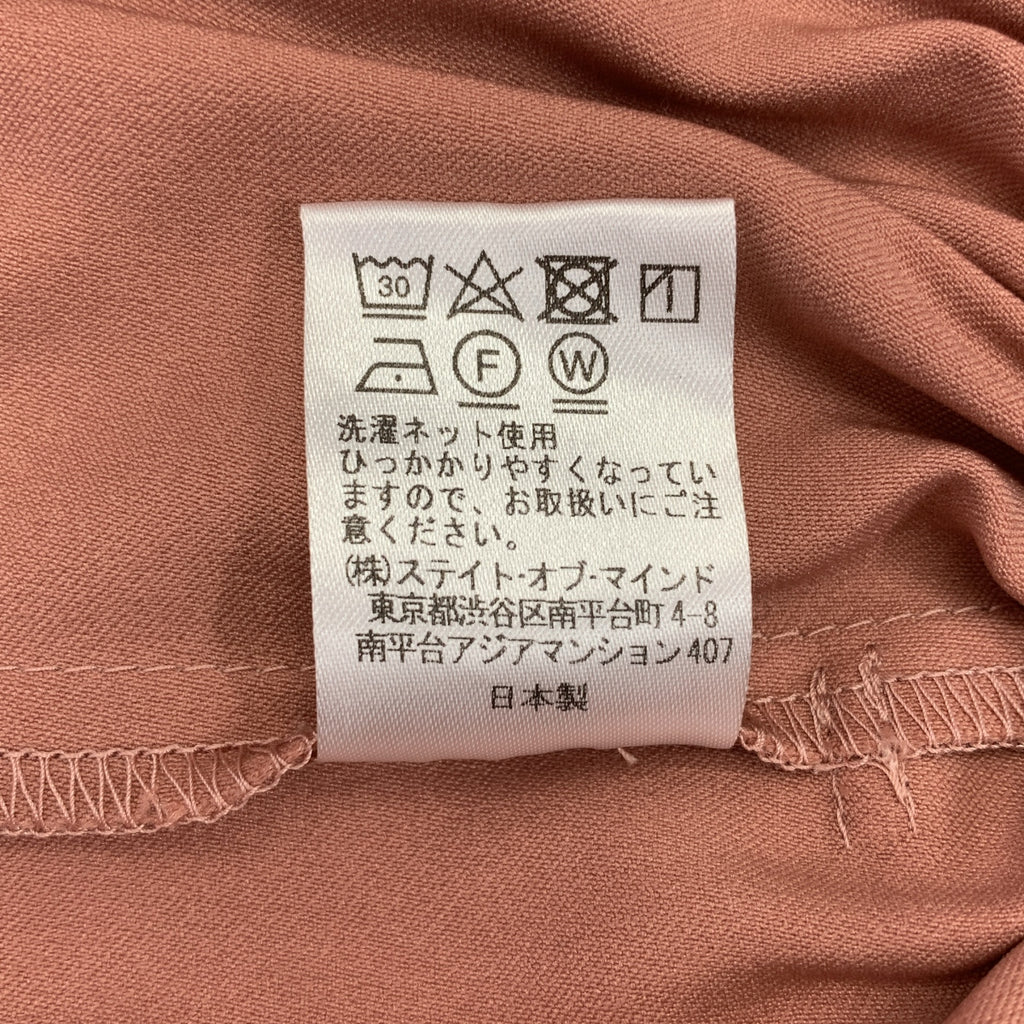 30
F W
洗濯ネット使用
ひっかかりやすくなってい
ますので、お取扱いにご注
意ください。
(株)ステイト・オブ・マインド
東京都渋谷区南平台町4-8
南平台アジアマンション407
日本製